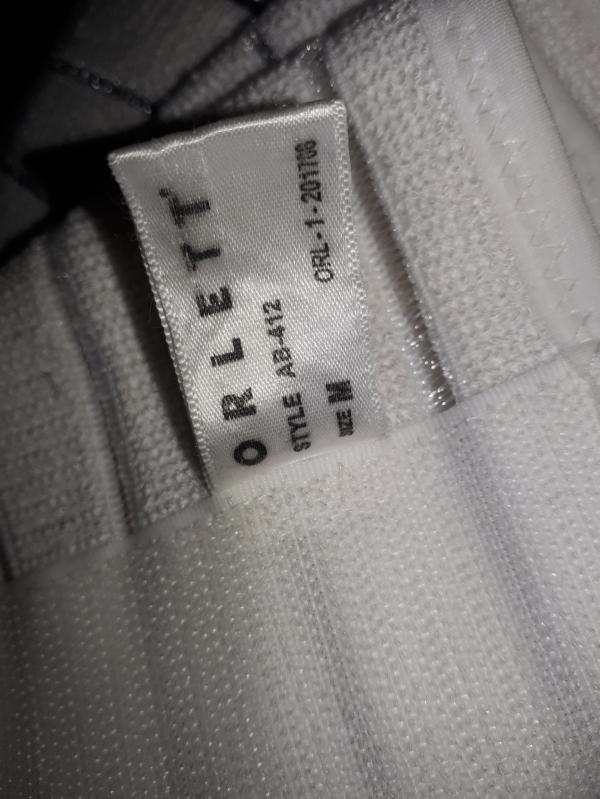 ORLETT
STYLE AB-412
SIZE M
ORL-1-201706